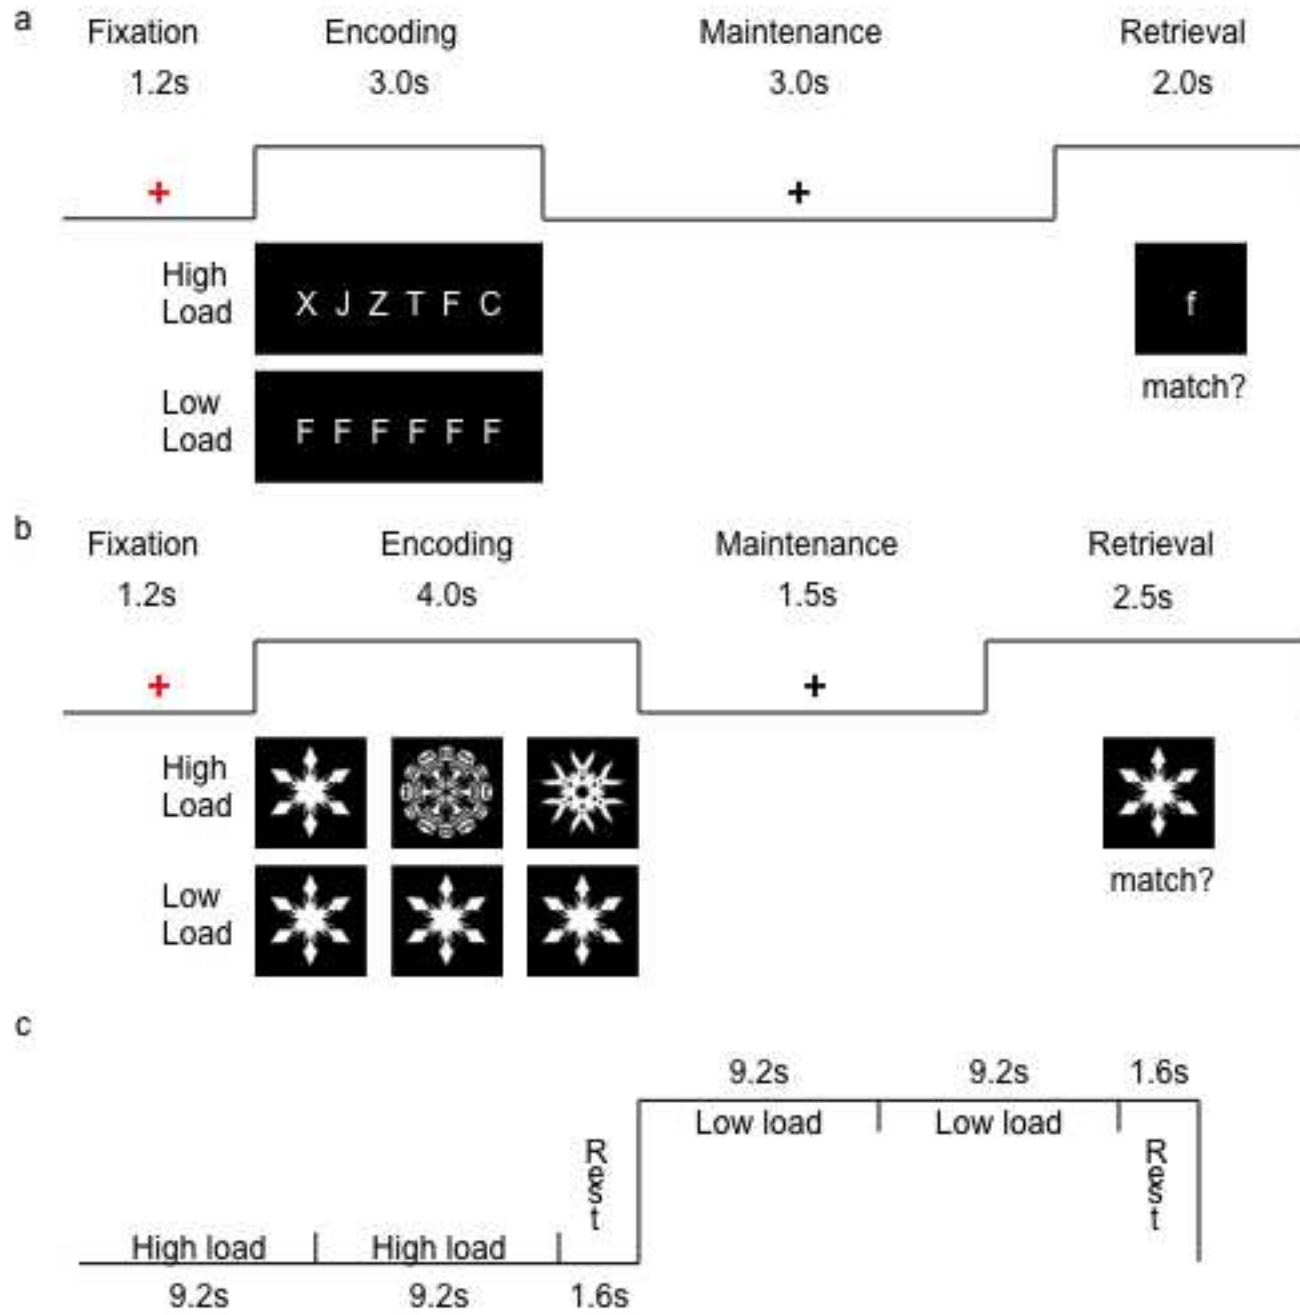 a
Fixation Encoding Maintenance Retrieval
1.2s 3.0s 3.0s 2.0s
+ +
High
Load
X J Z T F C
f
match?
Low
Load
F F F F F F
b
Fixation Encoding Maintenance Retrieval
1.2s 4.0s 1.5s 2.5s
+ +
High
Load
match?
Low
Load
c
9.2s 9.2s 1.6s
Low load Low load
Rest Rest
High load High load
9.2s 9.2s 1.6s